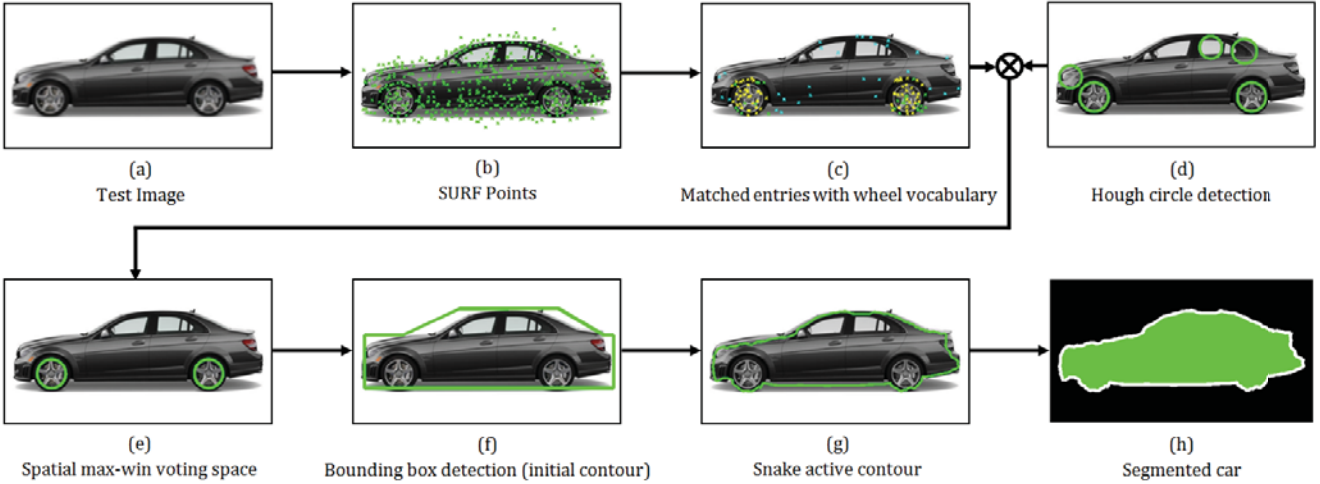 (a)
Test Image
(b)
SURF Points
(c)
Matched entries with wheel vocabulary
(d)
Hough circle detection
(e)
Spatial max-win voting space
(f)
Bounding box detection (initial contour)
(g)
Snake active contour
(h)
Segmented car